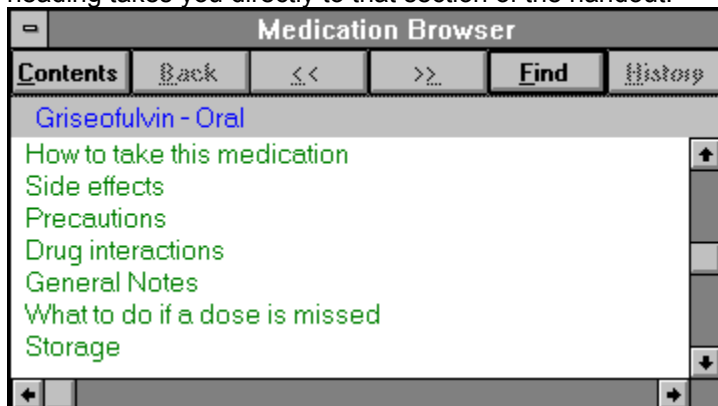 heading takes you directly to that section of the handout.
Medication Browser
Contents Back << >> Find History
Griseofulvin - Oral
How to take this medication
Side effects
Precautions
Drug interactions
General Notes
What to do if a dose is missed
Storage